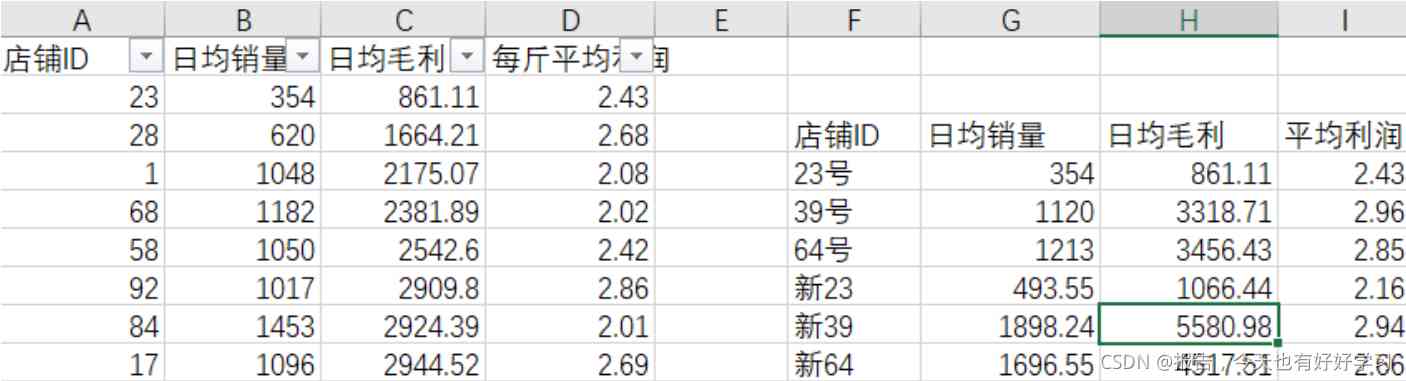 A B C D E F G H I
店铺ID 日均销量 日均毛利 每斤平均利润
23 354 861.11 2.43
28 620 1664.21 2.68 店铺ID 日均销量 日均毛利 平均利润
1 1048 2175.07 2.08 23号 354 861.11 2.43
68 1182 2381.89 2.02 39号 1120 3318.71 2.96
58 1050 2542.6 2.42 64号 1213 3456.43 2.85
92 1017 2909.8 2.86 新23 493.55 1066.44 2.16
84 1453 2924.39 2.01 新39 1898.24 5580.98 2.94
17 1096 2944.52 2.69 新64 1696.55 4517.51 2.66
CSDN @ 今天也有好好学习